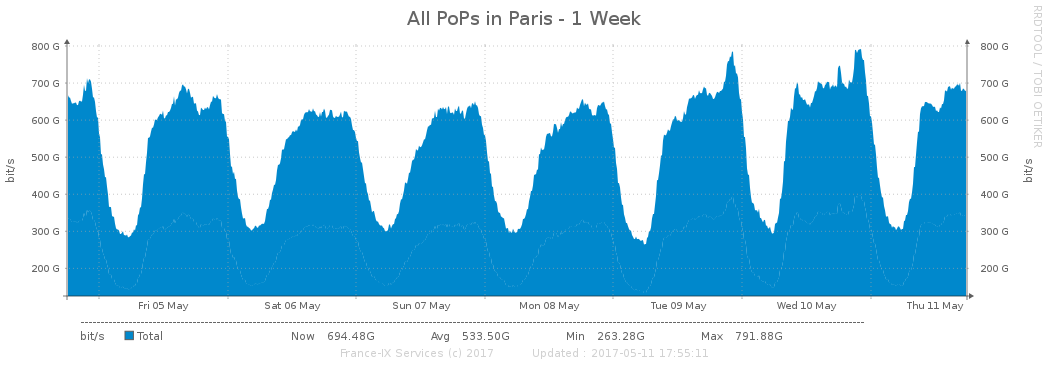 All PoPs in Paris - 1 Week
RRDTOOL / TOBI OETIKER
800 G 800 G
700 G 700 G
600 G 600 G
500 G 500 G
400 G 400 G
300 G 300 G
200 G 200 G
bit/s bit/s
Fri 05 May Sat 06 May Sun 07 May Mon 08 May Tue 09 May Wed 10 May Thu 11 May
bit/s Total Now 694.48G Avg 533.50G Min 263.28G Max 791.88G
France-IX Services (c) 2017 Updated : 2017-05-11 17:55:11